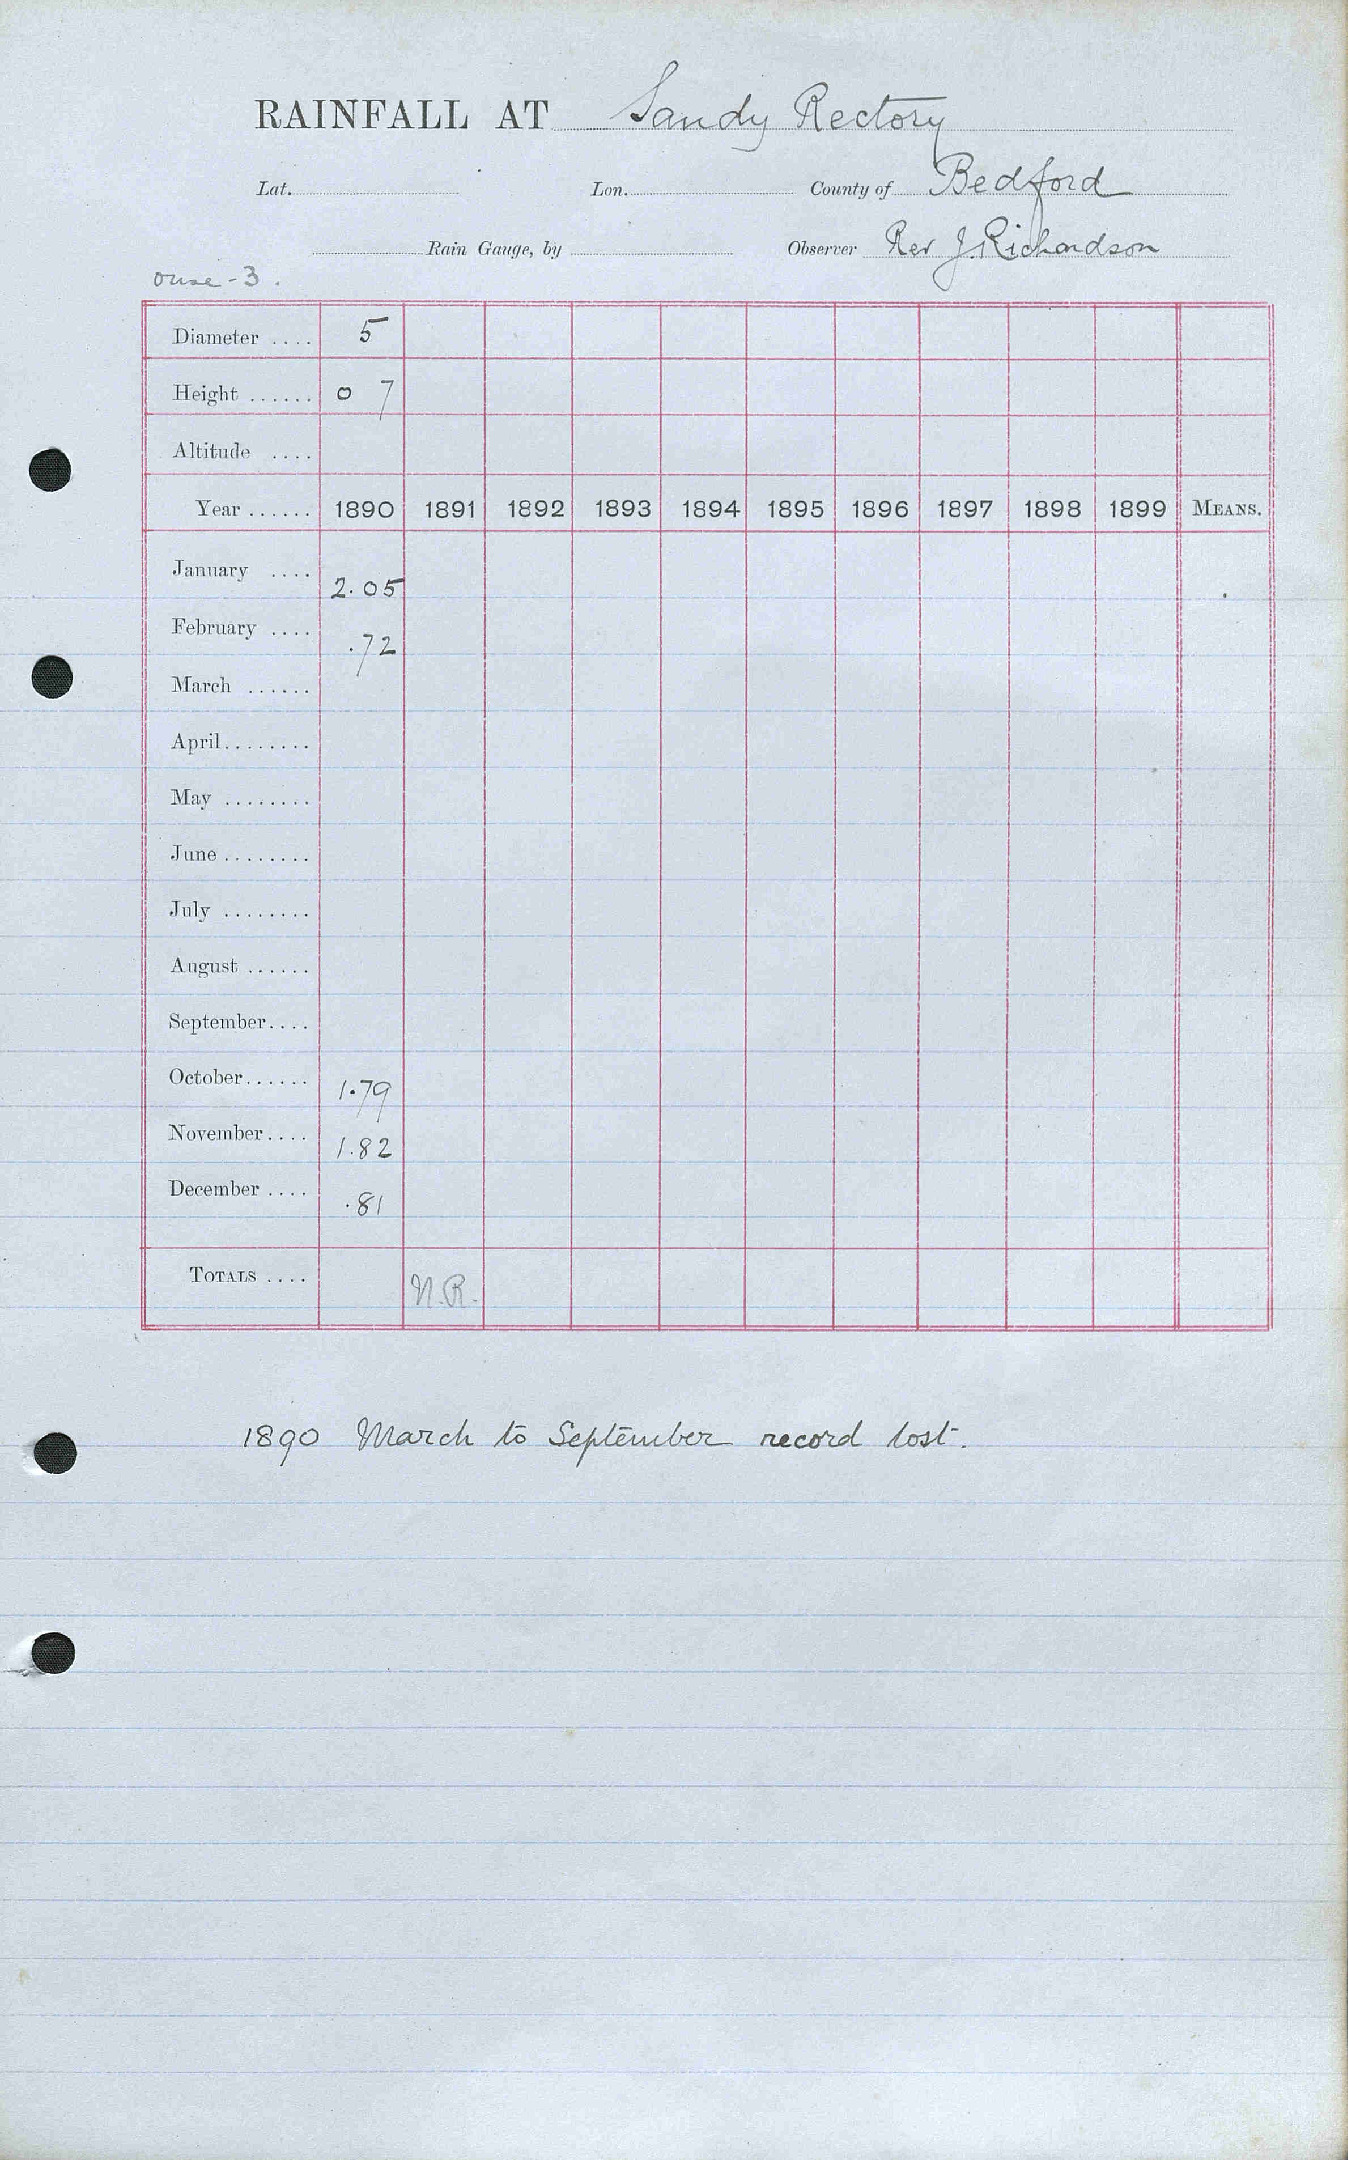 RAINFALL AT Sandy Rectory
Lat. Lon. County of Bedford
Rain Gauge, by Observer Rev J. Richardson
Ouse - 3.
Diameter .... 5
Height ...... 0 7
Altitude ....
Year ...... 1890 1891 1892 1893 1894 1895 1896 1897 1898 1899 MEANS.
January .... 2.05
February .... .72
March ......
April ........
May ........
June ........
July ........
August ......
September....
October...... 1.79
November.... 1.82
December .... .81
TOTALS .... N.R.
1890 March to September record lost.